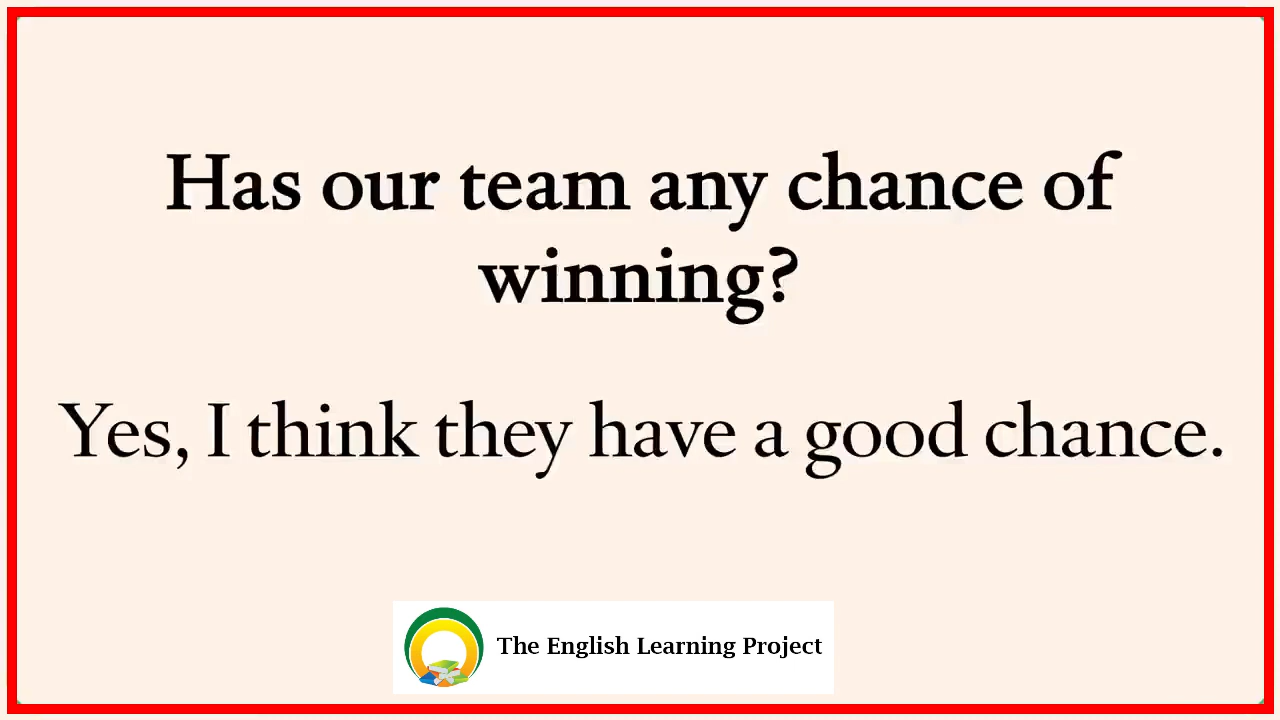 Has our team any chance of
winning?
Yes, I think they have a good chance.
The English Learning Project